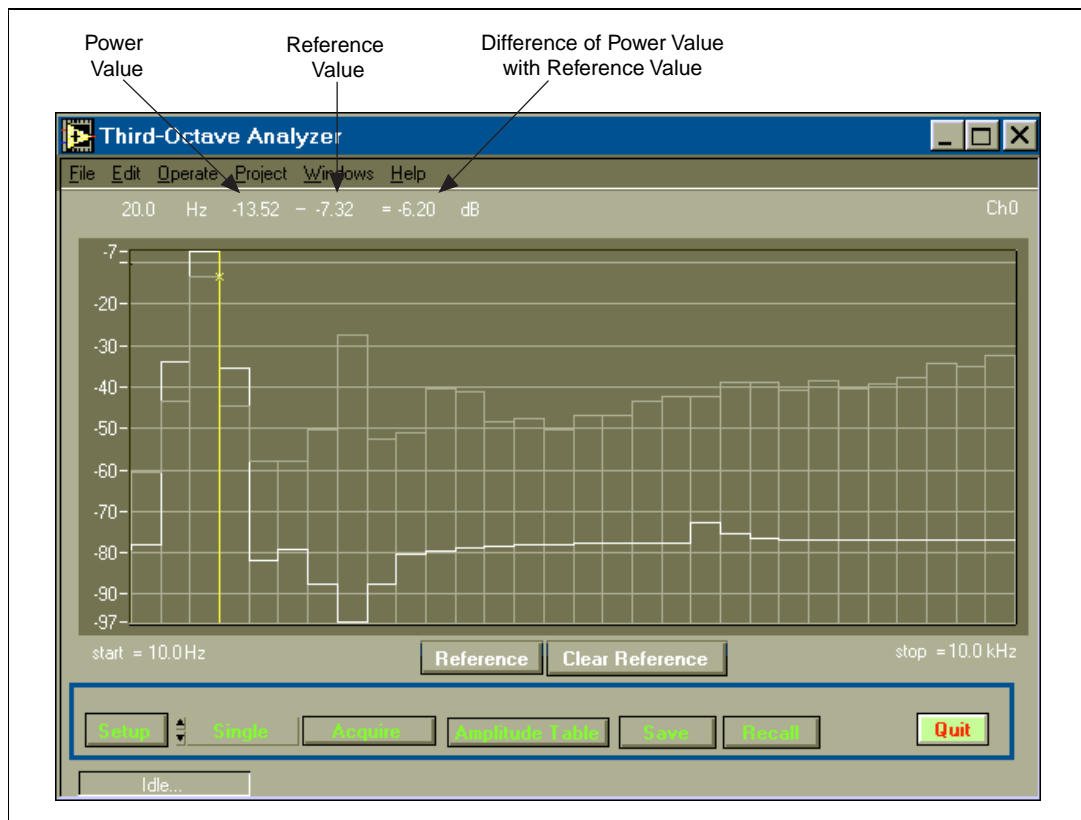 Power
Value
Reference
Value
Difference of Power Value
with Reference Value
Third-Octave Analyzer
File Edit Operate Project Windows Help
20.0 Hz -13.52 - -7.32 = -6.20 dB Ch0
-7
-20
-30
-40
-50
-60
-70
-80
-90
-97
start = 10.0 Hz
Reference
Clear Reference
stop = 10.0 kHz
Setup
Single
Acquire
Amplitude Table
Save
Recall
Quit
Idle...